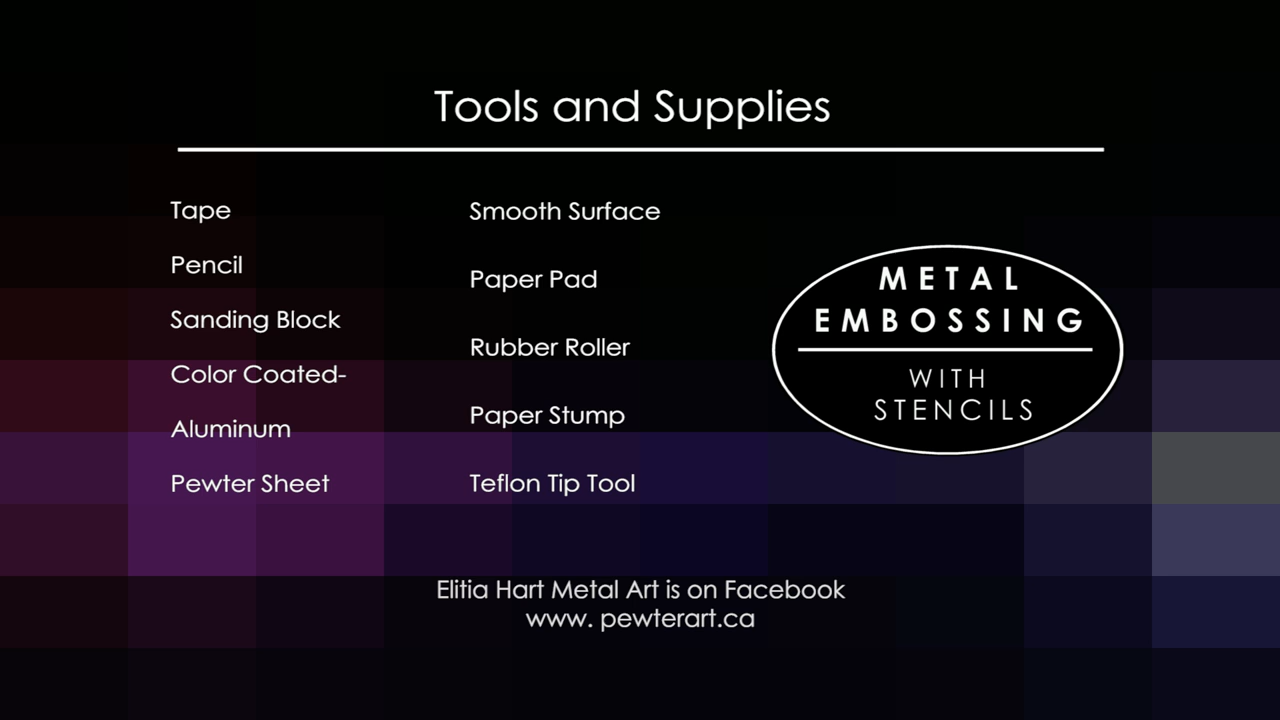 Tools and Supplies
Tape
Pencil
Sanding Block
Color Coated-
Aluminum
Pewter Sheet
Smooth Surface
Paper Pad
Rubber Roller
Paper Stump
Teflon Tip Tool
METAL
EMBOSSING
WITH
STENCILS
Elitia Hart Metal Art is on Facebook
www. pewterart.ca